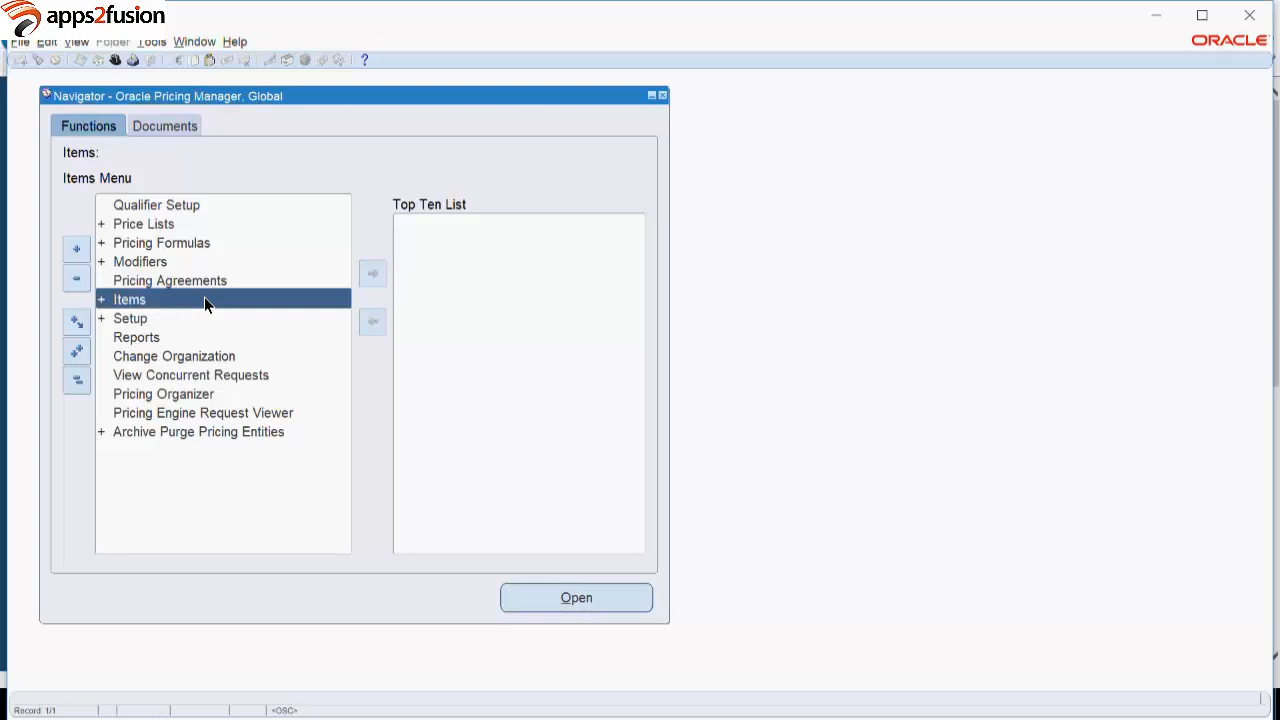 apps2fusion
File Edit View Folder Tools Window Help
ORACLE
Navigator - Oracle Pricing Manager, Global
Functions Documents
Items:
Items Menu
Top Ten List
Qualifier Setup
+ Price Lists
+ Pricing Formulas
+ Modifiers
Pricing Agreements
+ Items
+ Setup
Reports
Change Organization
View Concurrent Requests
Pricing Organizer
Pricing Engine Request Viewer
+ Archive Purge Pricing Entities
Open
Record: 1/1 <OSC>